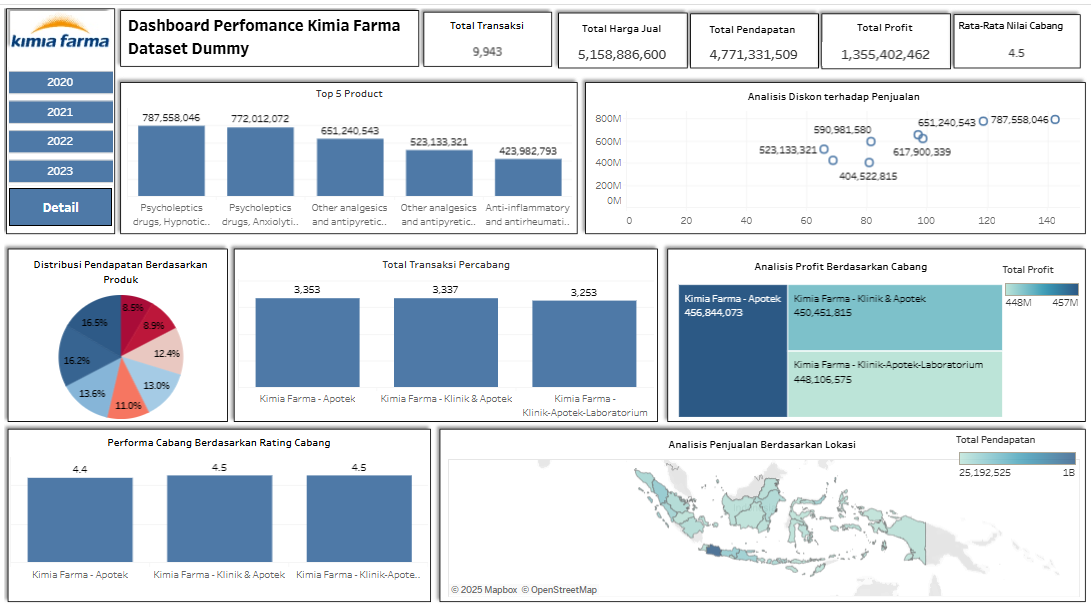 kimia farma
2020
2021
2022
2023
Detail
Dashboard Perfomance Kimia Farma
Dataset Dummy
Total Transaksi
9,943
Total Harga Jual
5,158,886,600
Total Pendapatan
4,771,331,509
Total Profit
1,355,402,462
Rata-Rata Nilai Cabang
4.5
Top 5 Product
787,558,046
772,012,072
651,240,543
523,133,321
423,982,793
Psycholeptics
drugs, Hypnotic..
Psycholeptics
drugs, Anxiolyti..
Other analgesics
and antipyretic..
Other analgesics
and antipyretic..
Anti-inflammatory
and antirheumati..
Analisis Diskon terhadap Penjualan
800M
600M
400M
200M
0M
590,981,580
523,133,321
404,522,815
651,240,543
617,900,339
787,558,046
0
20
40
60
80
100
120
140
Distribusi Pendapatan Berdasarkan
Produk
8.5%
8.9%
12.4%
13.0%
11.0%
13.6%
16.2%
16.5%
Total Transaksi Percabang
3,353
3,337
3,253
Kimia Farma - Apotek
Kimia Farma - Klinik & Apotek
Kimia Farma -
Klinik-Apotek-Laboratorium
Analisis Profit Berdasarkan Cabang
Kimia Farma - Apotek
456,844,073
Kimia Farma - Klinik & Apotek
450,451,815
Kimia Farma - Klinik-Apotek-Laboratorium
448,106,575
Total Profit
448M
457M
Performa Cabang Berdasarkan Rating Cabang
4.4
4.5
4.5
Kimia Farma - Apotek
Kimia Farma - Klinik & Apotek
Kimia Farma - Klinik-Apote..
Analisis Penjualan Berdasarkan Lokasi
Total Pendapatan
25,192,525
1B
© 2025 Mapbox © OpenStreetMap